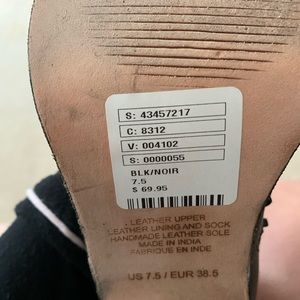 S: 43457217
C: 8312
V: 004102
S: 0000055
BLK/NOIR
7.5
$ 69.95
LEATHER UPPER
LEATHER LINING AND SOCK
HANDMADE LEATHER SOLE
MADE IN INDIA
FABRIQUE EN INDE
US 7.5 / EUR 38.5